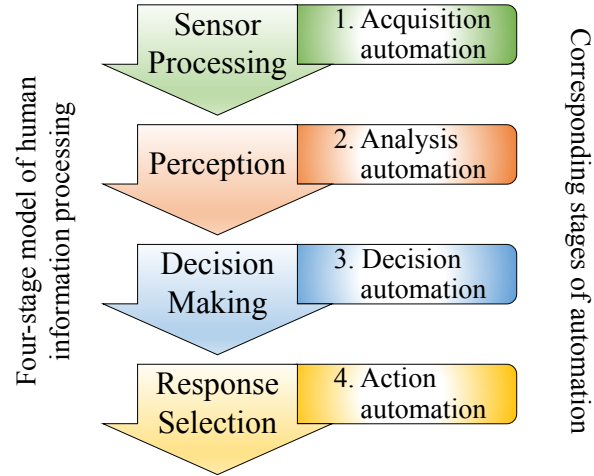 Four-stage model of human
information processing
Sensor
Processing
1. Acquisition
automation
Perception
2. Analysis
automation
Decision
Making
3. Decision
automation
Response
Selection
4. Action
automation
Corresponding stages of automation